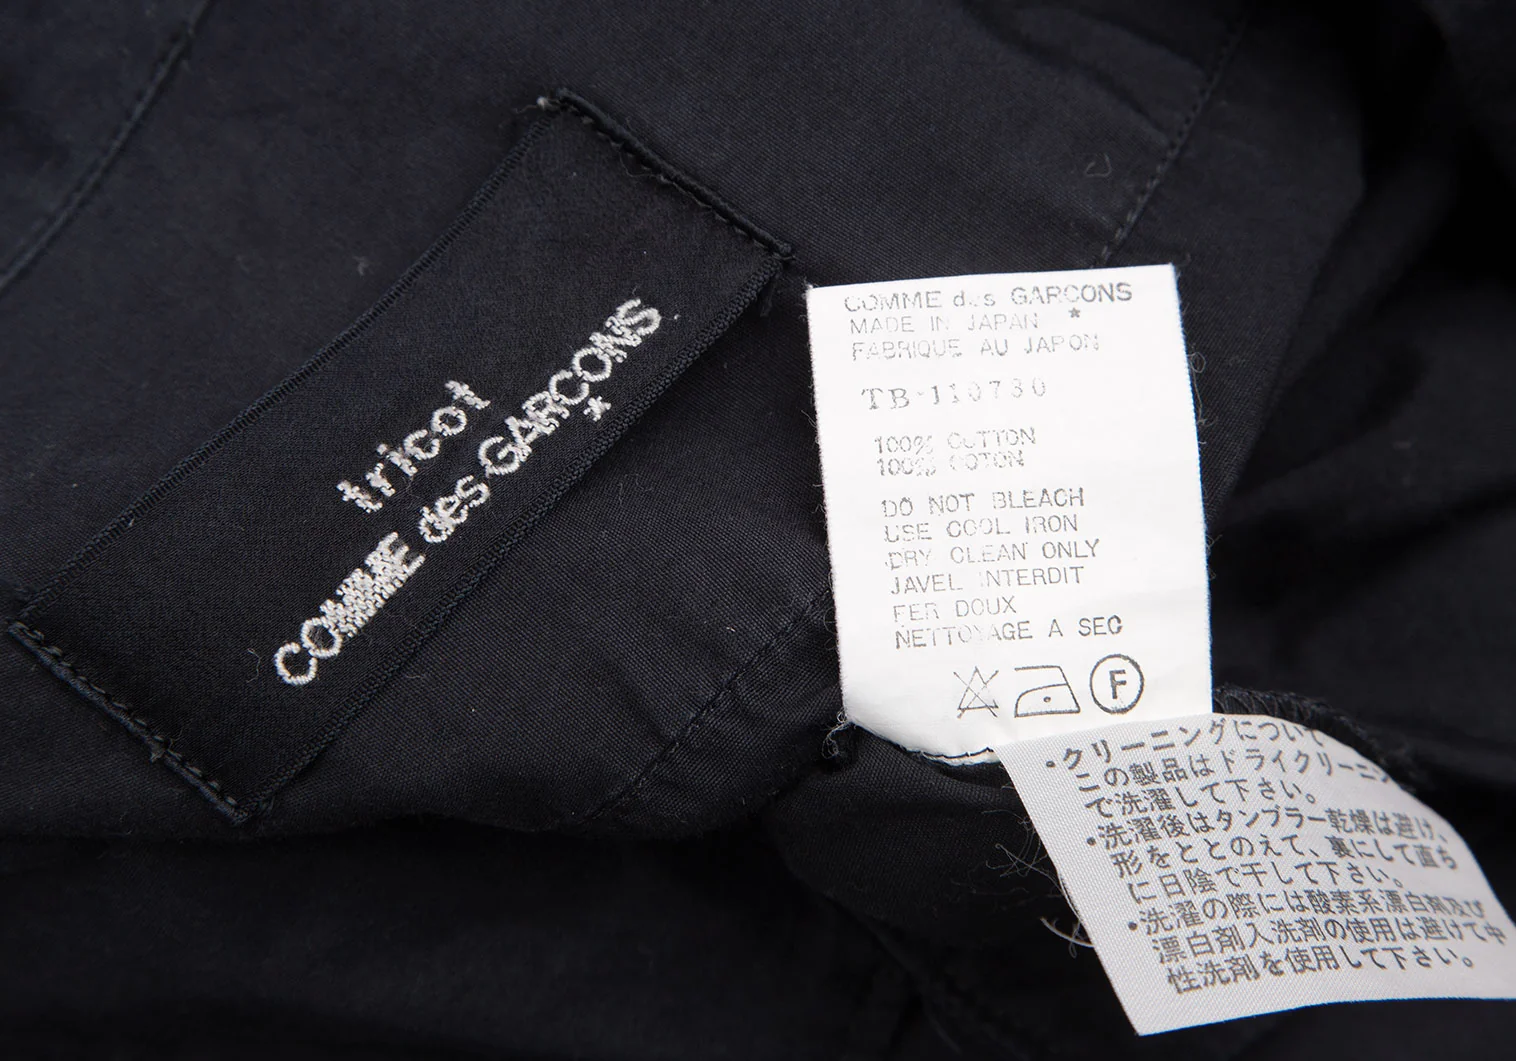 tricot
COMME des GARCONS
*
COMME des GARCONS
MADE IN JAPAN *
FABRIQUE AU JAPON
TB-110730
100% COTTON
100% COTON
DO NOT BLEACH
USE COOL IRON
DRY CLEAN ONLY
JAVEL INTERDIT
FER DOUX
NETTOYAGE A SEC
F
・クリーニングについて
この製品はドライクリーニン
で洗濯して下さい。
・洗濯後はタンブラー乾燥は避け、
形をととのえて、裏にして直ち
に日陰で干して下さい。
・洗濯の際には酸素系漂白剤及び
漂白剤入洗剤の使用は避けて中
性洗剤を使用して下さい。